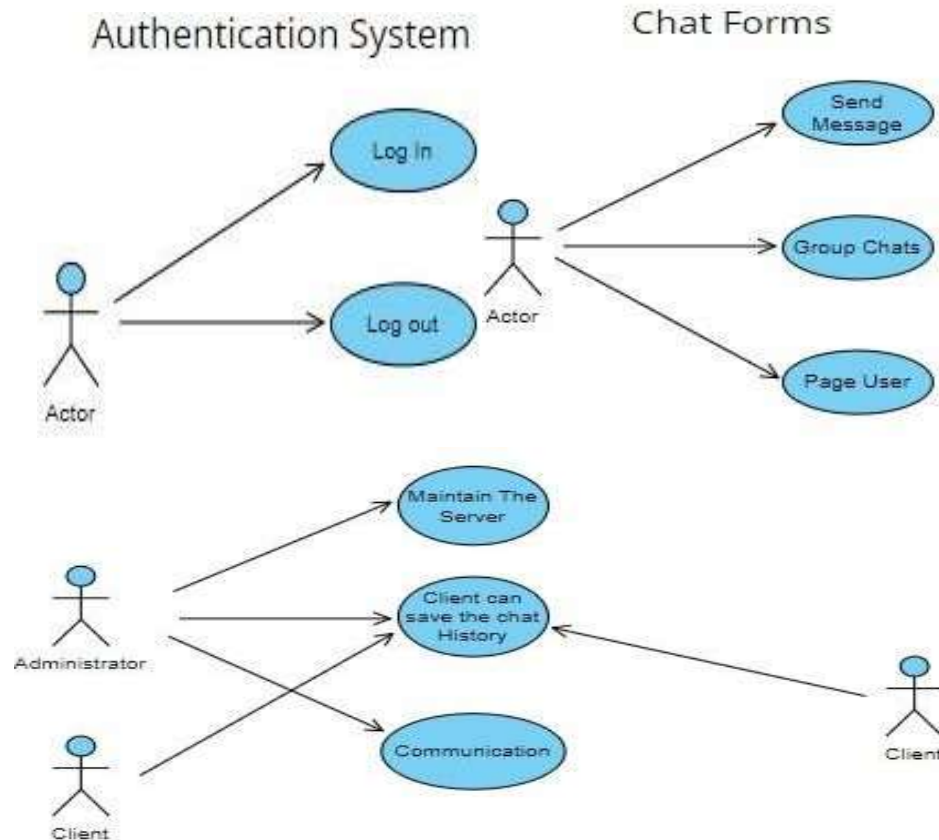 Authentication System
Chat Forms
Log In
Log out
Actor
Send
Message
Group Chats
Page User
Actor
Maintain The
Server
Client can
save the chat
History
Communication
Administrator
Client
Client